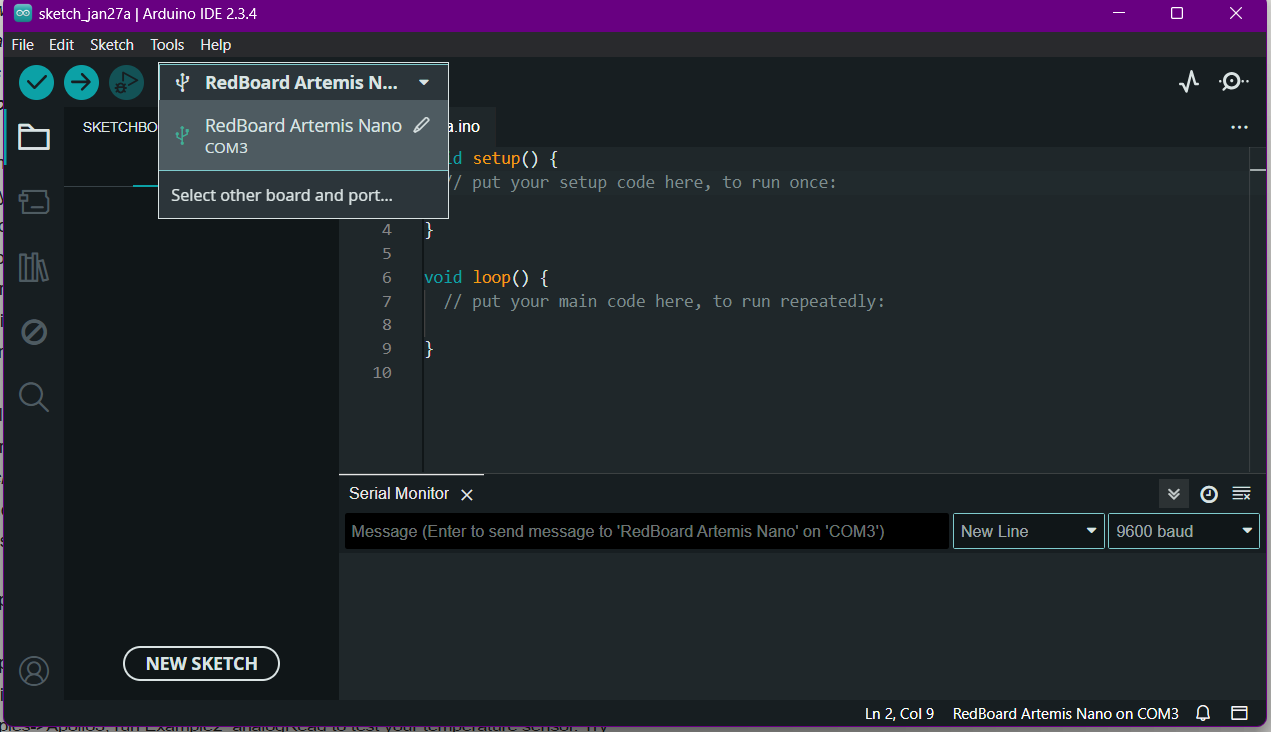 sketch_jan27a | Arduino IDE 2.3.4
File Edit Sketch Tools Help
RedBoard Artemis N...
SKETCHBO
RedBoard Artemis Nano
COM3
a.ino
Select other board and port...
d setup() {
// put your setup code here, to run once:
4 }
5
6 void loop() {
7 // put your main code here, to run repeatedly:
8
9 }
10
Serial Monitor
Message (Enter to send message to 'RedBoard Artemis Nano' on 'COM3')
New Line
9600 baud
NEW SKETCH
Ln 2, Col 9 RedBoard Artemis Nano on COM3